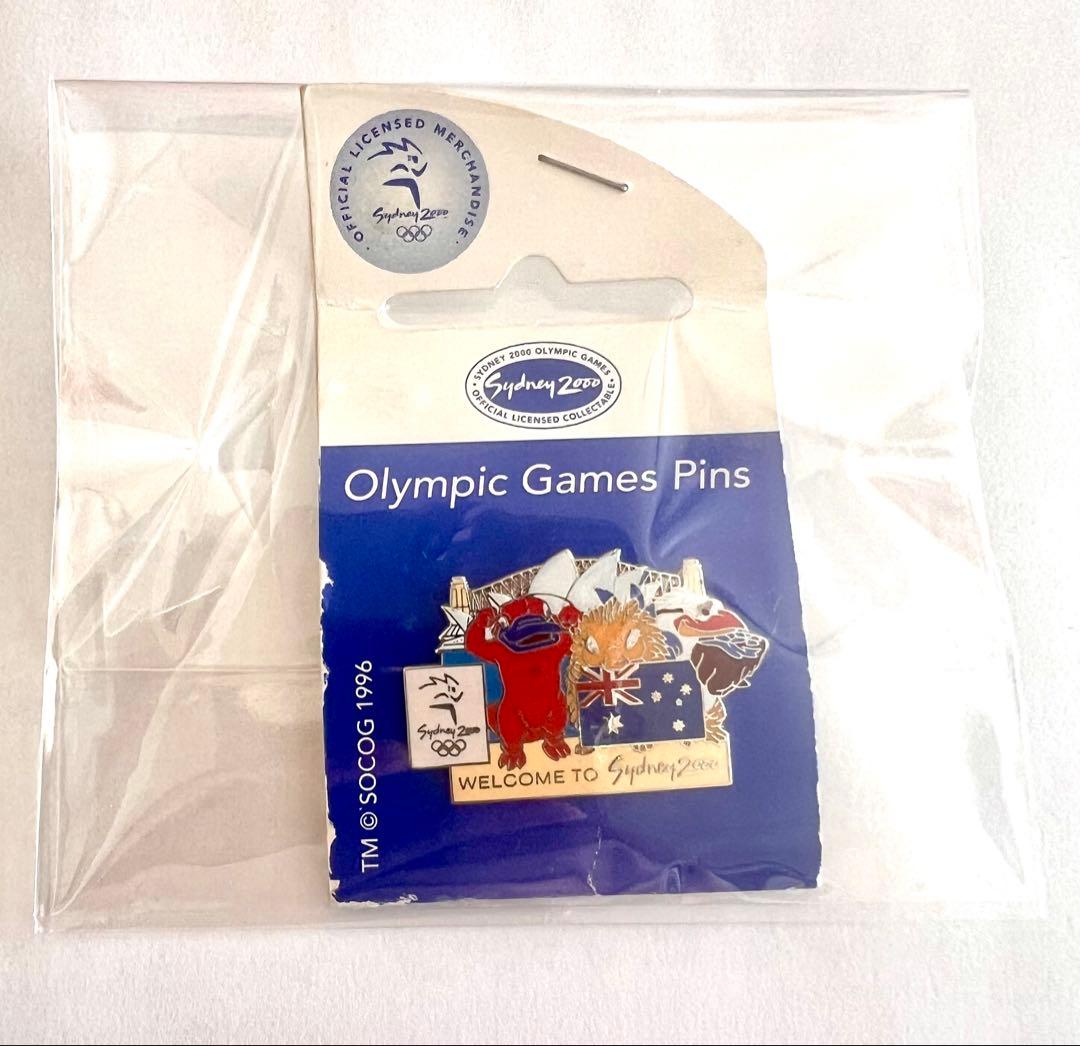 · OFFICIAL LICENSED MERCHANDISE ·
Sydney 2000
· SYDNEY 2000 OLYMPIC GAMES ·
Sydney 2000
OFFICIAL LICENSED COLLECTABLE
Olympic Games Pins
TM © SOCOG 1996
Sydney 2000
WELCOME TO Sydney 2000